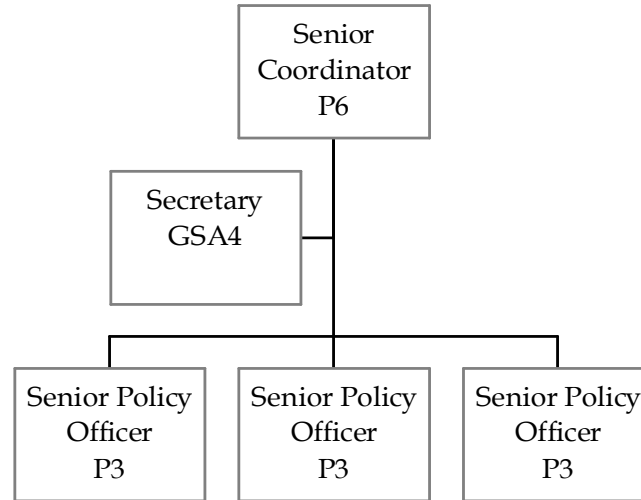 Senior
Coordinator
P6
Secretary
GSA4
Senior Policy
Officer
P3
Senior Policy
Officer
P3
Senior Policy
Officer
P3